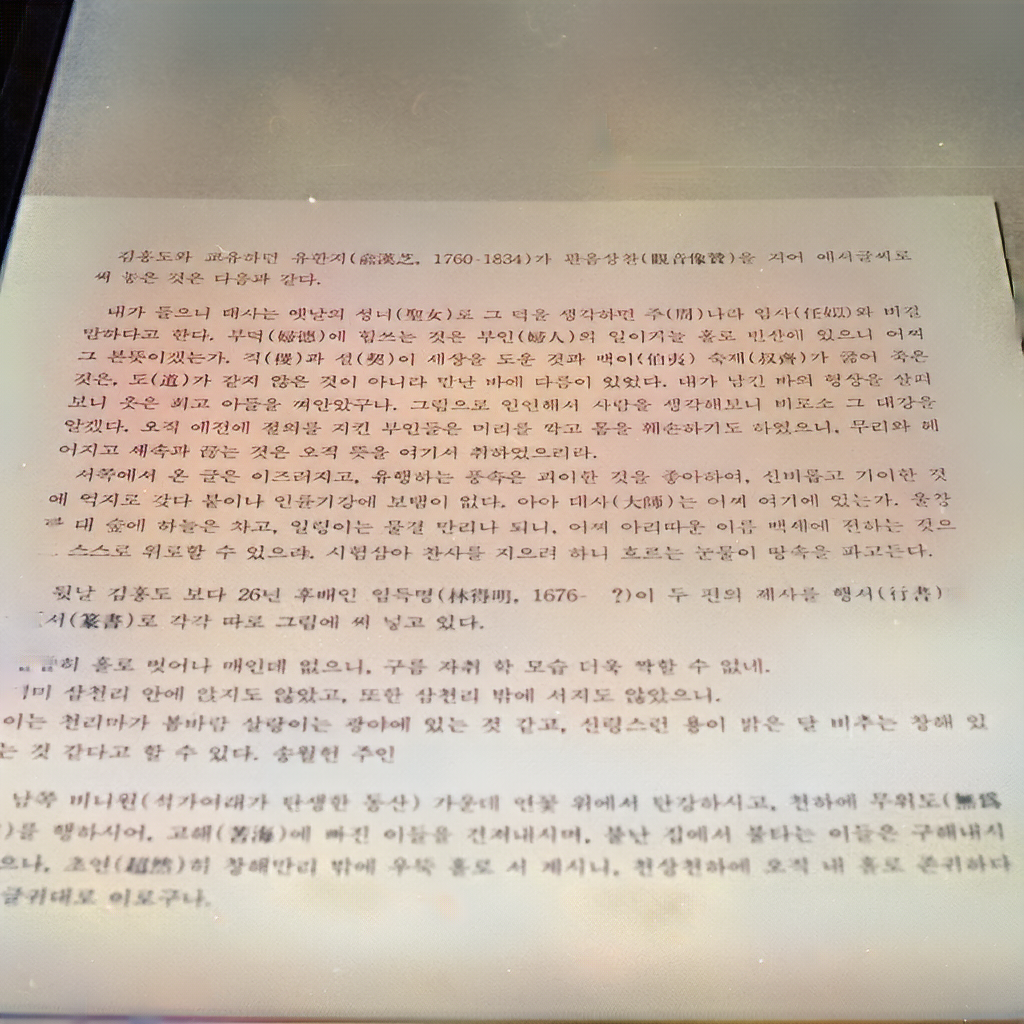 김홍도와 교유하던 유한지(兪漢芝, 1760-1834)가 관음상찬(觀音像贊)을 지어 예서글씨로
써 놓은 것은 다음과 같다.
내가 들으니 대사는 옛날의 성녀(聖女)로 그 덕을 생각하면 주(周)나라 임사(任姒)와 비길
만하다고 한다. 부덕(婦德)에 힘쓰는 것은 부인(婦人)의 일이거늘 홀로 빈산에 있으니 어찌
그 본뜻이겠는가. 직(稷)과 설(契)이 세상을 도운 것과 백이(伯夷) 숙제(叔齊)가 굶어 죽은
것은, 도(道)가 같지 않은 것이 아니라 만난 바에 다름이 있었다. 내가 남긴 바의 형상을 살펴
보니 옷은 희고 아들을 껴안았구나. 그림으로 인연해서 사람을 생각해보니 비로소 그 대강을
알겠다. 오직 예전에 절의를 지킨 부인들은 머리를 깍고 몸을 훼손하기도 하였으니, 무리와 헤
어지고 세속과 끊는 것은 오직 뜻을 여기서 취하였으리라.
서쪽에서 온 글은 이즈러지고, 유행하는 풍속은 괴이한 것을 좋아하여, 신비롭고 기이한 것
에 억지로 갖다 붙이나 인륜기강에 보탬이 없다. 아아 대사(大師)는 어찌 여기에 있는가. 울창
대 숲에 하늘은 차고, 일렁이는 물결 만리나 되니, 어찌 아리따운 이름 백세에 전하는 것으
스스로 위로할 수 있으랴. 시험삼아 찬사를 지으려 하니 흐르는 눈물이 땅속을 파고든다.
뒷날 김홍도 보다 26년 후배인 임득명(林得明, 1676- ?)이 두 편의 제사를 행서(行書)
서(篆書)로 각각 따로 그림에 써 넣고 있다.
홀로 벗어나 매인데 없으니, 구름 자취 학 모습 더욱 짝할 수 없네.
삼천리 안에 앉지도 않았고, 또한 삼천리 밖에 서지도 않았으니.
이는 천리마가 봄바람 살랑이는 광야에 있는 것 같고, 신령스런 용이 밝은 달 비추는 창해 있
는 것 같다고 할 수 있다. 송월헌 주인
남쪽 비니원(석가여래가 탄생한 동산) 가운데 연꽃 위에서 탄강하시고, 천하에 무위도(無爲
)를 행하시어, 고해(苦海)에 빠진 이들을 건져내시며, 불난 집에서 불타는 이들은 구해내시
으나, 초연(超然)히 창해만리 밖에 우뚝 홀로 서 계시니, 천상천하에 오직 내 홀로 존귀하다
글귀대로 이로구나.